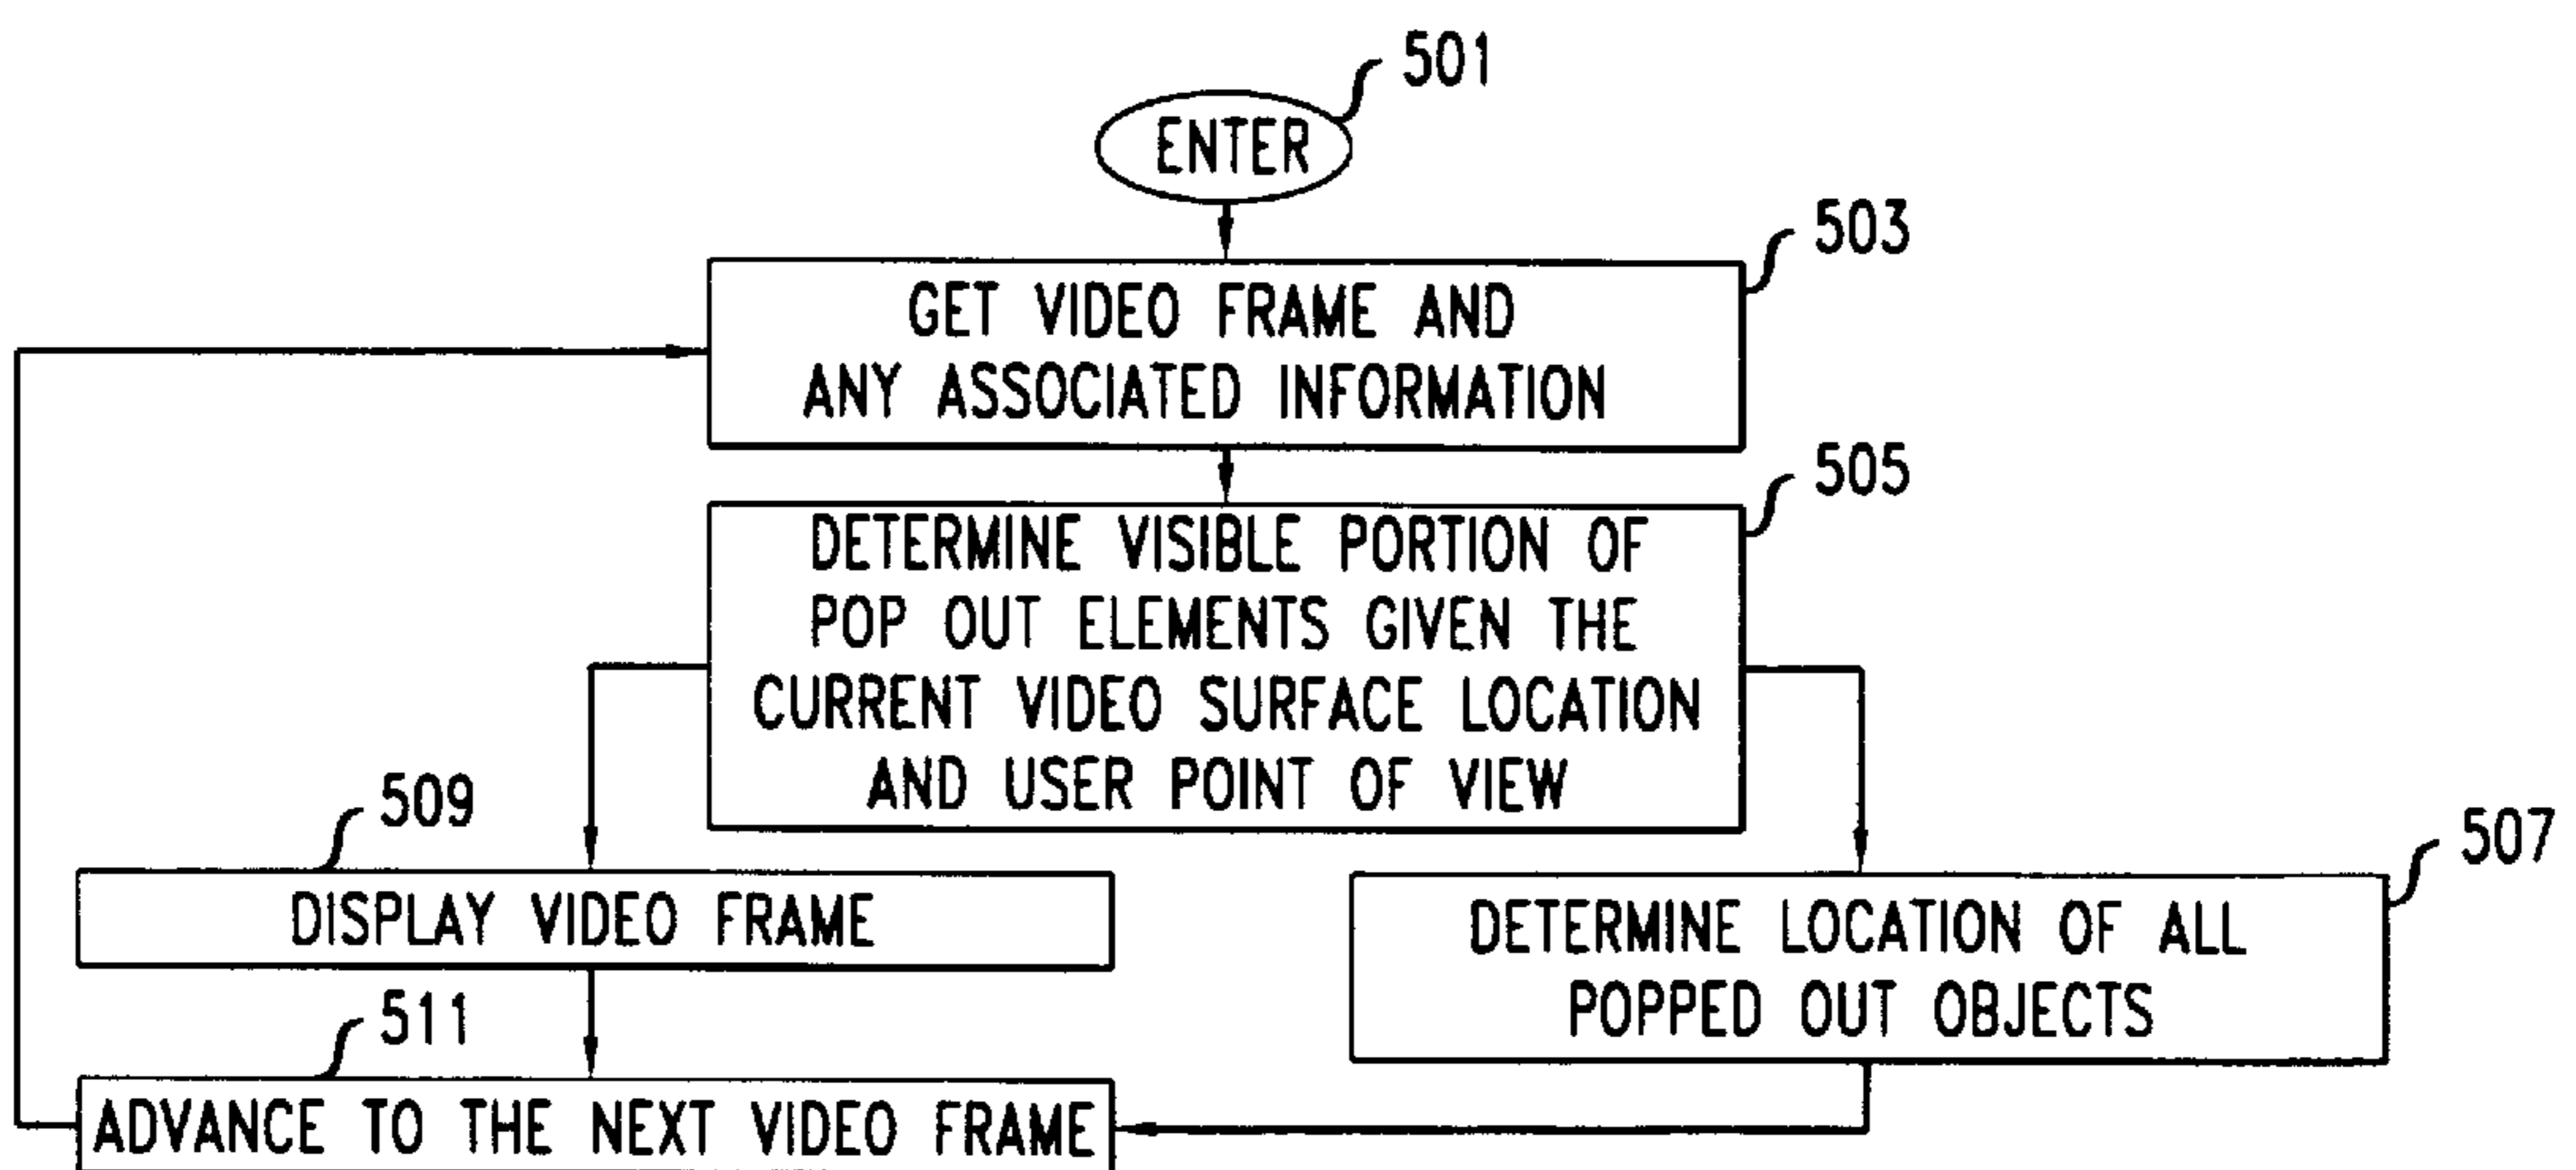 501
ENTER
503
GET VIDEO FRAME AND
ANY ASSOCIATED INFORMATION
505
DETERMINE VISIBLE PORTION OF
POP OUT ELEMENTS GIVEN THE
CURRENT VIDEO SURFACE LOCATION
AND USER POINT OF VIEW
509
DISPLAY VIDEO FRAME
507
DETERMINE LOCATION OF ALL
POPPED OUT OBJECTS
511
ADVANCE TO THE NEXT VIDEO FRAME